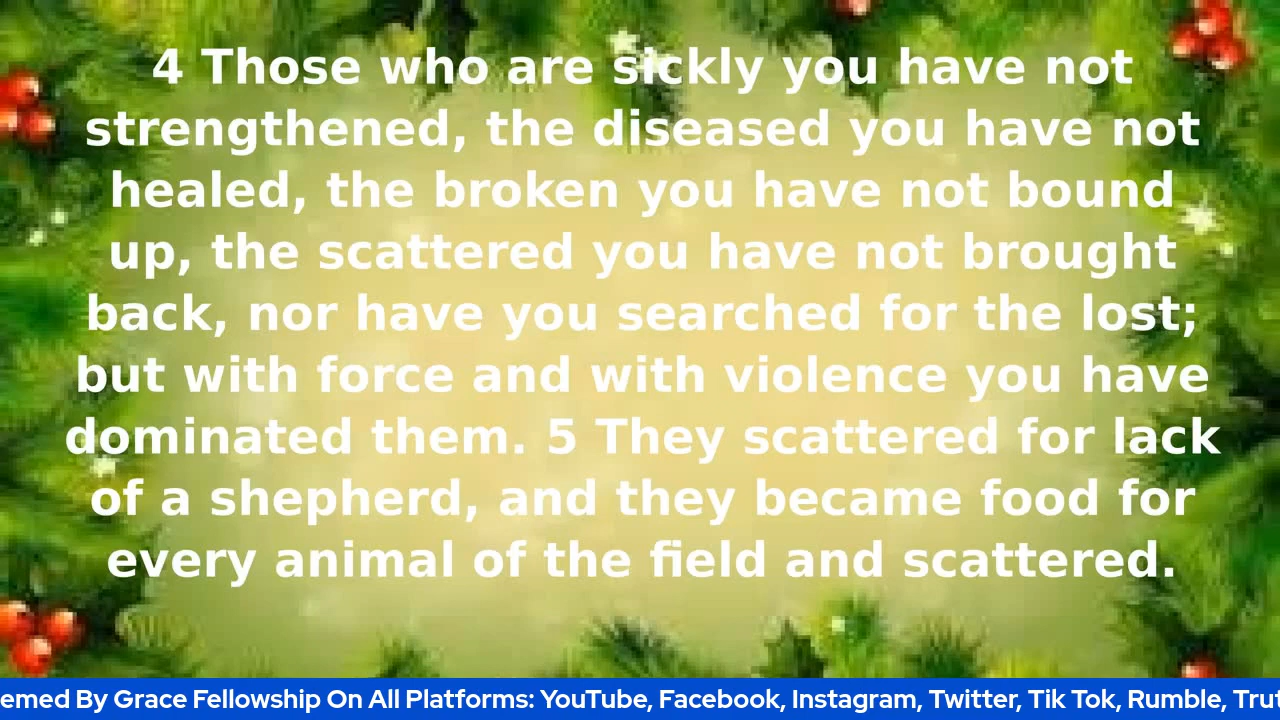 4 Those who are sickly you have not
strengthened, the diseased you have not
healed, the broken you have not bound
up, the scattered you have not brought
back, nor have you searched for the lost;
but with force and with violence you have
dominated them. 5 They scattered for lack
of a shepherd, and they became food for
every animal of the field and scattered.
By Grace Fellowship On All Platforms: YouTube, Facebook, Instagram, Twitter, Tik Tok, Rumble,